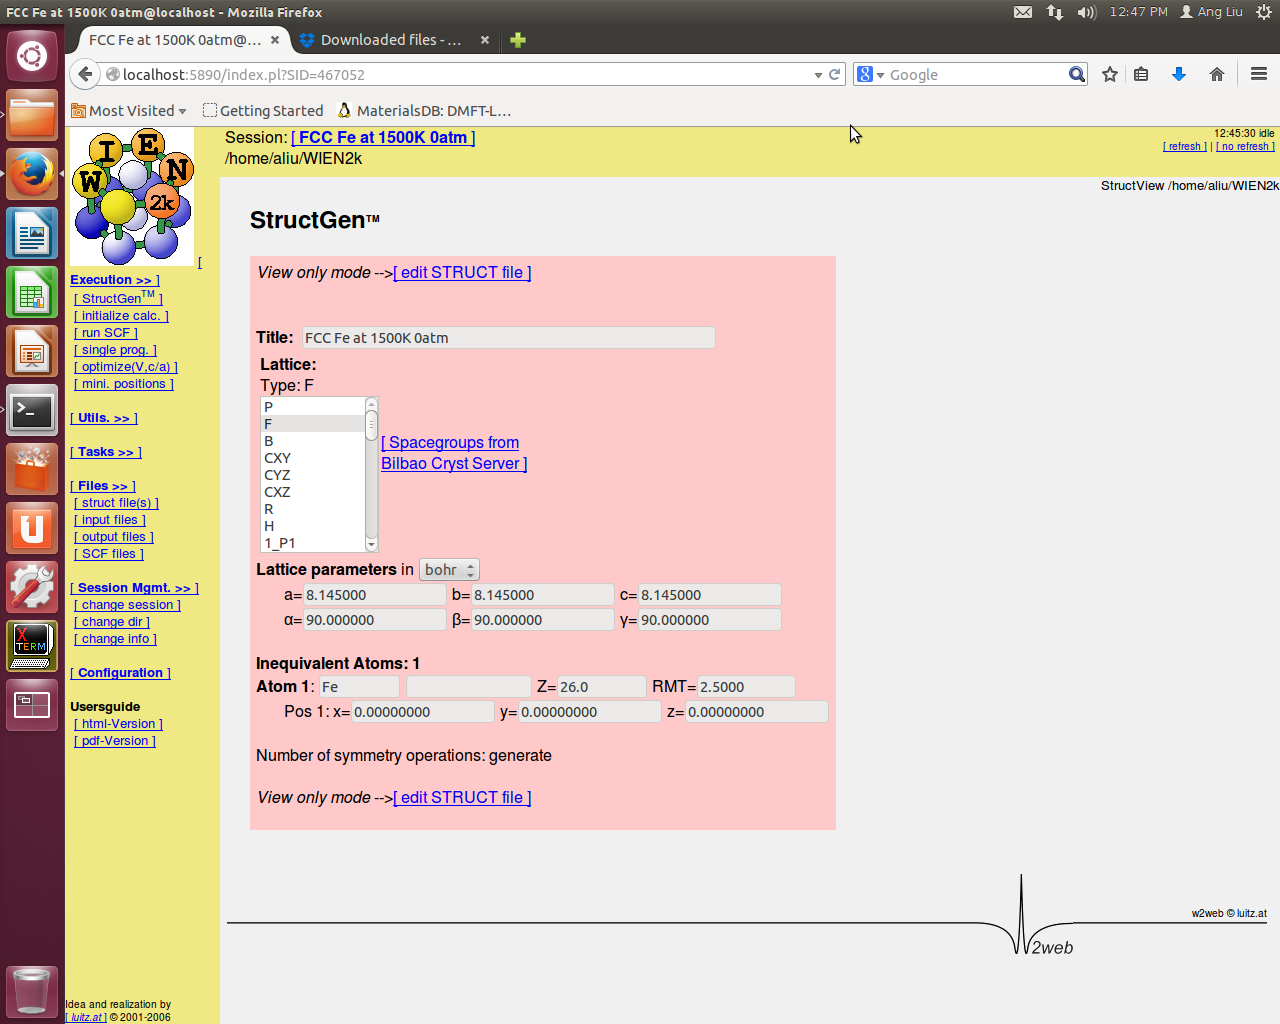 FCC Fe at 1500K 0atm@localhost - Mozilla Firefox
12:47 PM Ang Liu
FCC Fe at 1500K 0atm@... Downloaded files - ...
localhost:5890/index.pl?SID=467052
Google
Most Visited Getting Started MaterialsDB: DMFT-L...
W I E N 2k
Session: [ FCC Fe at 1500K 0atm ]
/home/aliu/WIEN2k
12:45:30 idle
[ refresh ] | [ no refresh ]
StructView /home/aliu/WIEN2k
[
Execution >> ]
[ StructGen™ ]
[ initialize calc. ]
[ run SCF ]
[ single prog. ]
[ optimize(V,c/a) ]
[ mini. positions ]
[ Utils. >> ]
[ Tasks >> ]
[ Files >> ]
[ struct file(s) ]
[ input files ]
[ output files ]
[ SCF files ]
[ Session Mgmt. >> ]
[ change session ]
[ change dir ]
[ change info ]
[ Configuration ]
Usersguide
[ html-Version ]
[ pdf-Version ]
Idea and realization by
[ luitz.at ] © 2001-2006
X
TERM
StructGen™
View only mode -->[ edit STRUCT file ]
Title: FCC Fe at 1500K 0atm
Lattice:
Type: F
P
F
B
CXY
CYZ
CXZ
R
H
1_P1
[ Spacegroups from
Bilbao Cryst Server ]
Lattice parameters in bohr
a= 8.145000 b= 8.145000 c= 8.145000
α= 90.000000 β= 90.000000 γ= 90.000000
Inequivalent Atoms: 1
Atom 1: Fe Z= 26.0 RMT= 2.5000
Pos 1: x= 0.00000000 y= 0.00000000 z= 0.00000000
Number of symmetry operations: generate
View only mode -->[ edit STRUCT file ]
w2web © luitz.at
2web